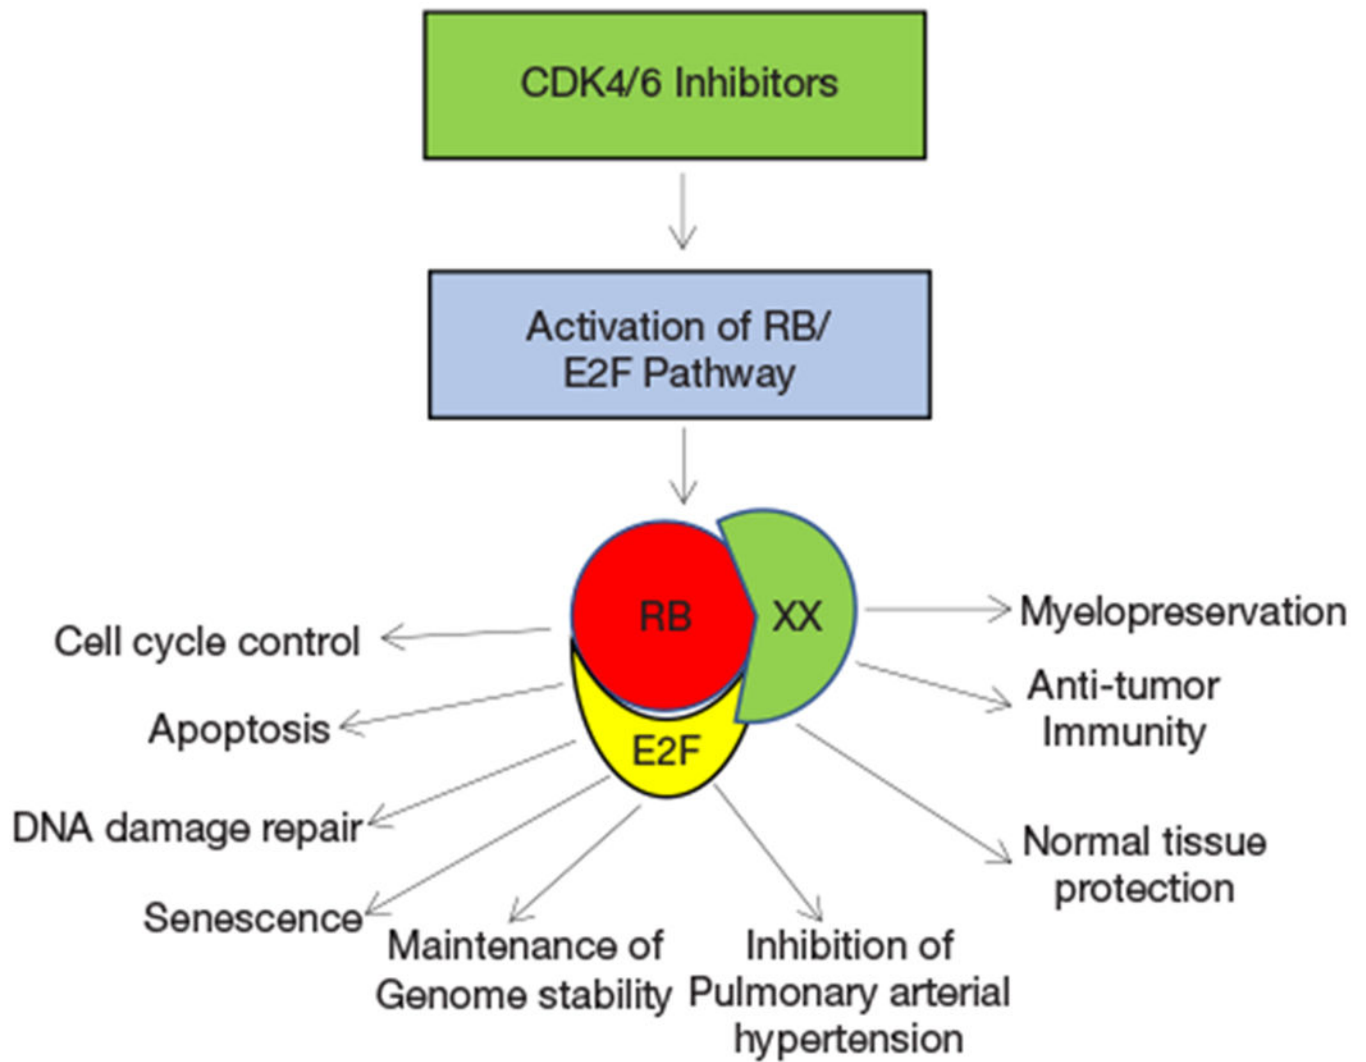 CDK4/6 Inhibitors
Activation of RB/
E2F Pathway
RB
XX
E2F
Cell cycle control
Apoptosis
DNA damage repair
Senescence
Maintenance of
Genome stability
Inhibition of
Pulmonary arterial
hypertension
Myelopreservation
Anti-tumor
Immunity
Normal tissue
protection